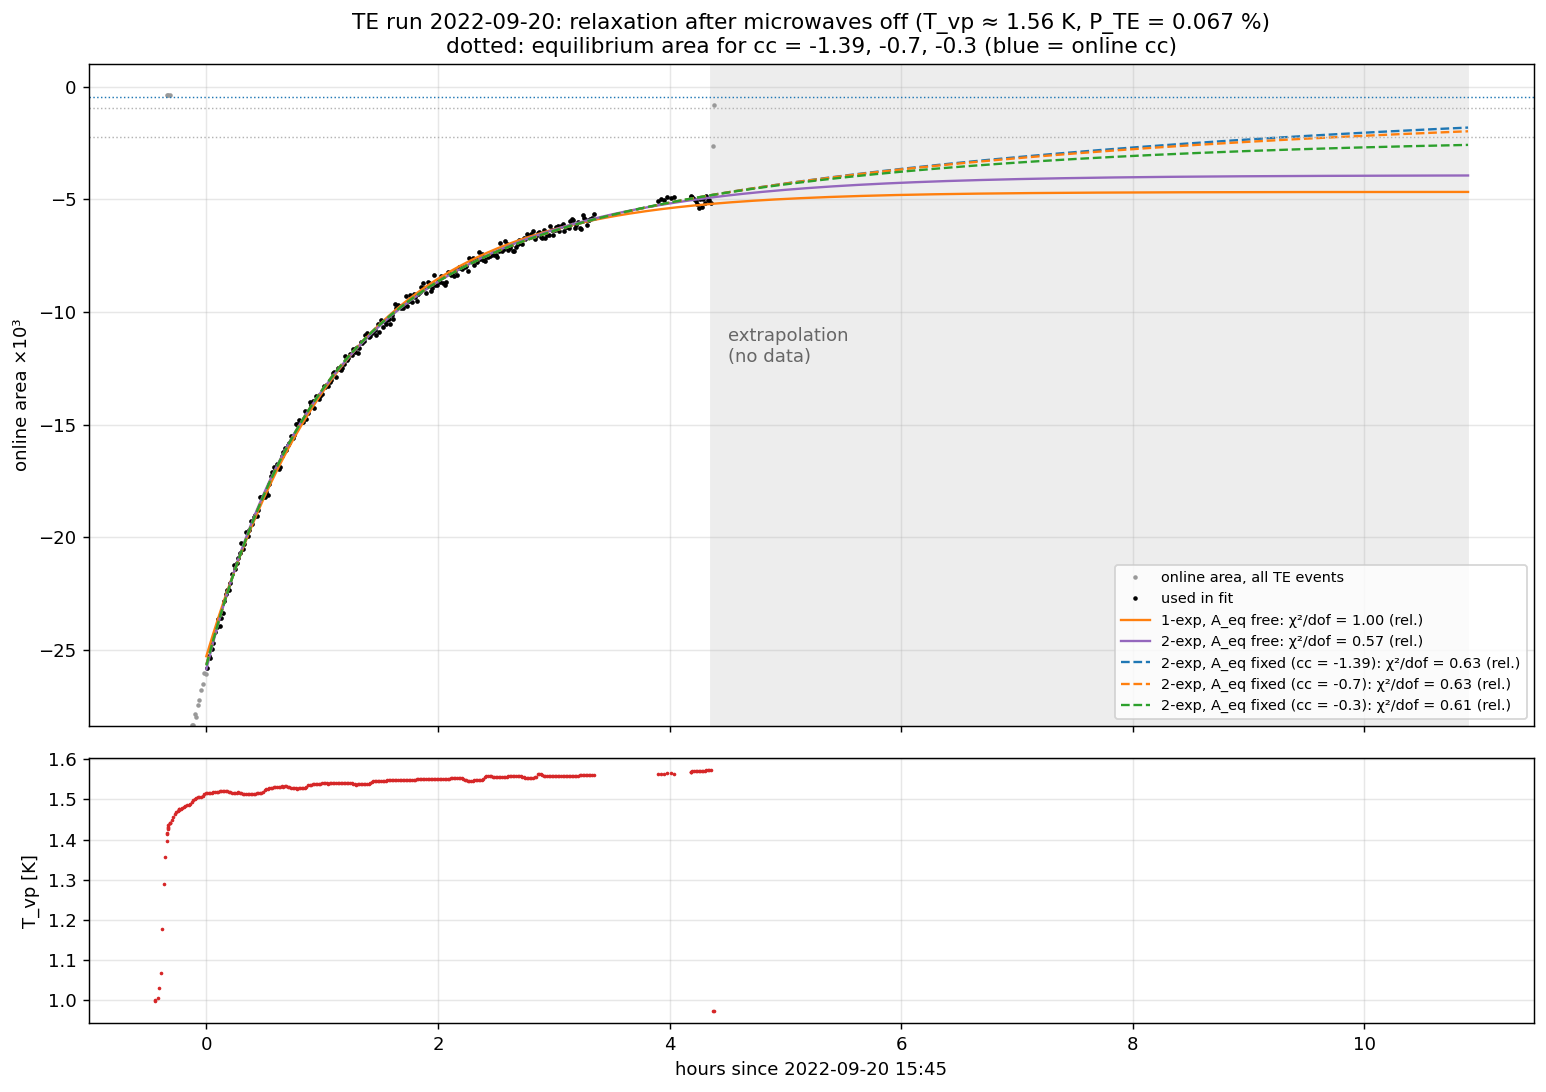 TE run 2022-09-20: relaxation after microwaves off (T_vp ≈ 1.56 K, P_TE = 0.067 %)
dotted: equilibrium area for cc = -1.39, -0.7, -0.3 (blue = online cc)
online area ×10³
0
−5
−10
−15
−20
−25
extrapolation
(no data)
online area, all TE events
used in fit
1-exp, A_eq free: χ²/dof = 1.00 (rel.)
2-exp, A_eq free: χ²/dof = 0.57 (rel.)
2-exp, A_eq fixed (cc = -1.39): χ²/dof = 0.63 (rel.)
2-exp, A_eq fixed (cc = -0.7): χ²/dof = 0.63 (rel.)
2-exp, A_eq fixed (cc = -0.3): χ²/dof = 0.61 (rel.)
T_vp [K]
1.6
1.5
1.4
1.3
1.2
1.1
1.0
0 2 4 6 8 10
hours since 2022-09-20 15:45